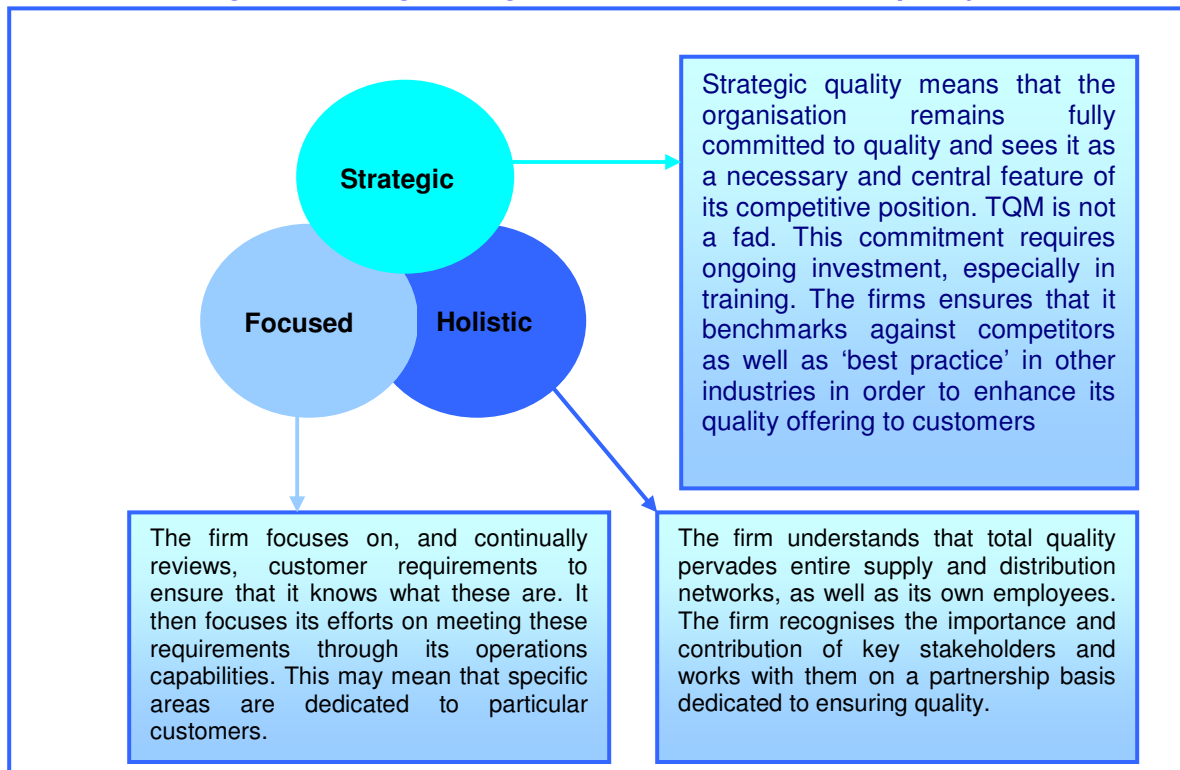 Strategic
Focused
Holistic
Strategic quality means that the
organisation remains fully
committed to quality and sees it as
a necessary and central feature of
its competitive position. TQM is not
a fad. This commitment requires
ongoing investment, especially in
training. The firms ensures that it
benchmarks against competitors
as well as ‘best practice’ in other
industries in order to enhance its
quality offering to customers
The firm focuses on, and continually
reviews, customer requirements to
ensure that it knows what these are. It
then focuses its efforts on meeting these
requirements through its operations
capabilities. This may mean that specific
areas are dedicated to particular
customers.
The firm understands that total quality
pervades entire supply and distribution
networks, as well as its own employees.
The firm recognises the importance and
contribution of key stakeholders and
works with them on a partnership basis
dedicated to ensuring quality.